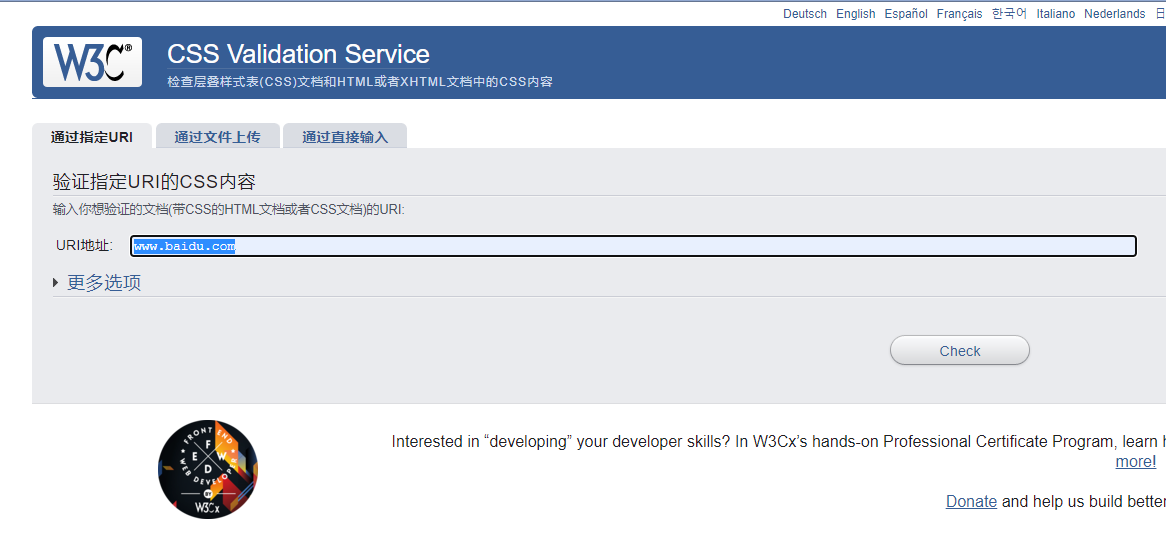 Deutsch English Español Français 한국어 Italiano Nederlands
W3C®
CSS Validation Service
检查层叠样式表(CSS)文档和HTML或者XHTML文档中的CSS内容
通过指定URI 通过文件上传 通过直接输入
验证指定URI的CSS内容
输入你想验证的文档(带CSS的HTML文档或者CSS文档)的URI:
URI地址: www.baidu.com
更多选项
Check
FRONT END
F
E W
D
WEB DEVELOPER
BY
W3Cx
Interested in “developing” your developer skills? In W3Cx’s hands-on Professional Certificate Program, learn
more!
Donate and help us build better